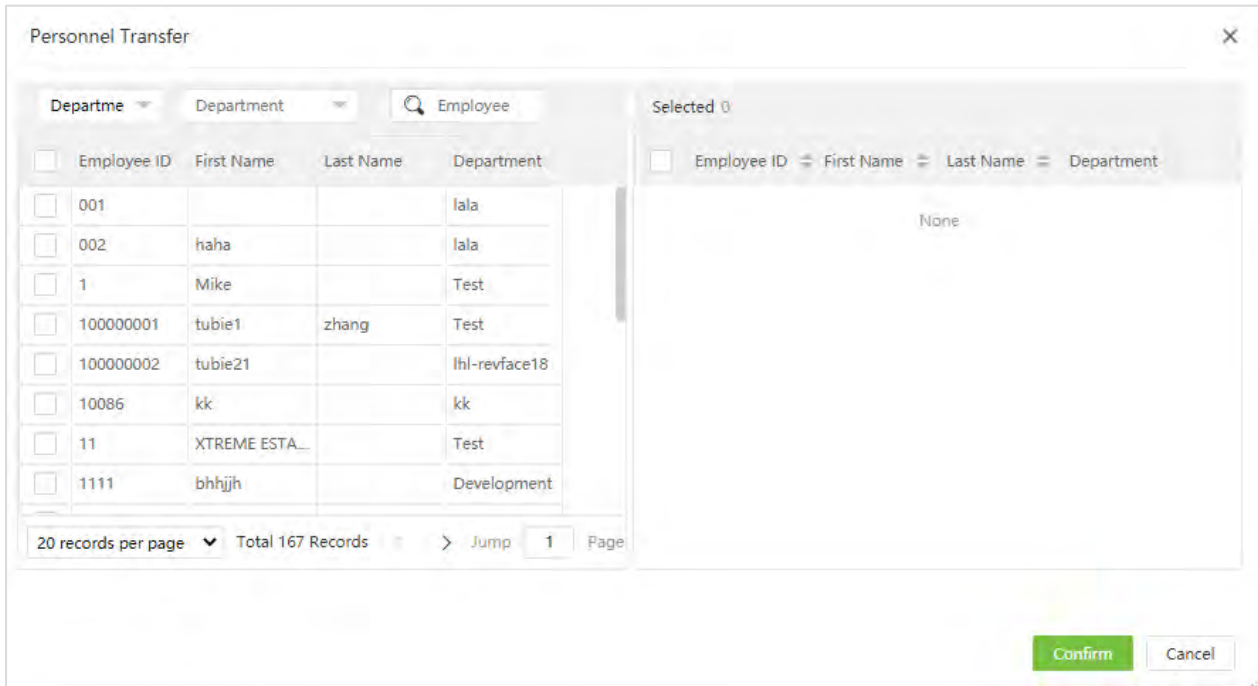 Personnel Transfer
Departme Department Employee Selected 0
Employee ID First Name Last Name Department Employee ID First Name Last Name Department
001 lala None
002 haha lala
1 Mike Test
100000001 tubie1 zhang Test
100000002 tubie21 lhl-revface18
10086 kk kk
11 XTREME ESTA...
Test
1111 bhhjjh Development
20 records per page Total 167 Records Jump 1 Page
Confirm Cancel